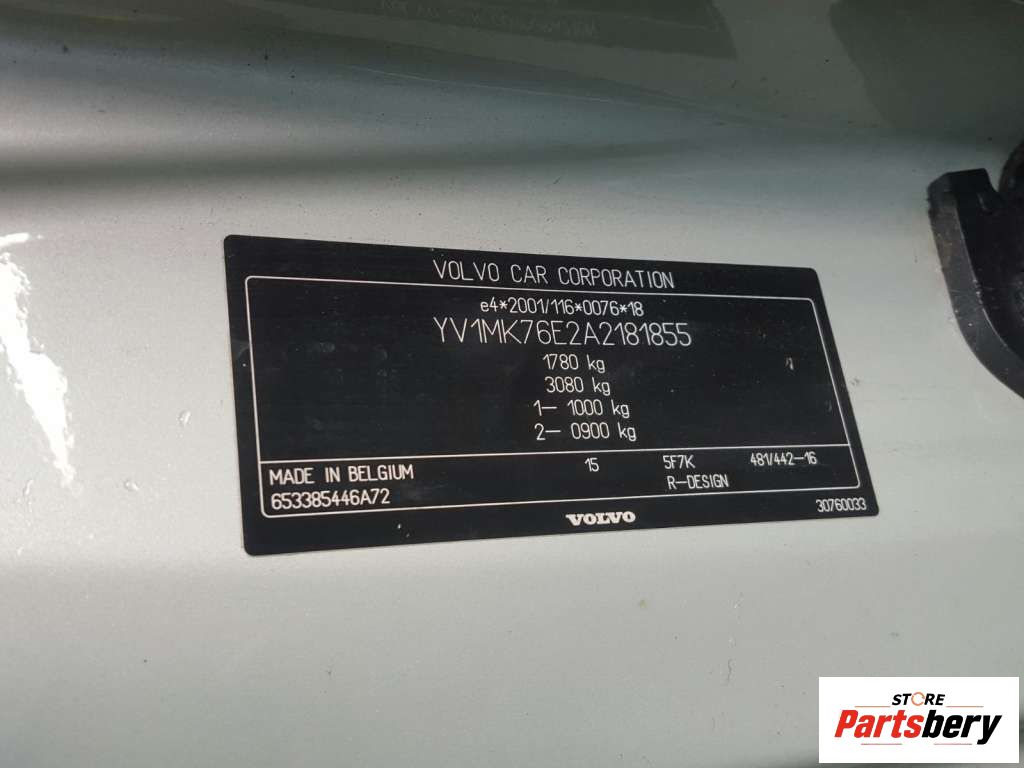 VOLVO CAR CORPORATION
e4*2001/116*0076*18
YV1MK76E2A2181855
1780 kg
3080 kg
1– 1000 kg
2– 0900 kg
MADE IN BELGIUM 15 5F7K 481/442–16
653385446A72 R–DESIGN
30760033
VOLVO
STORE
Partsbery